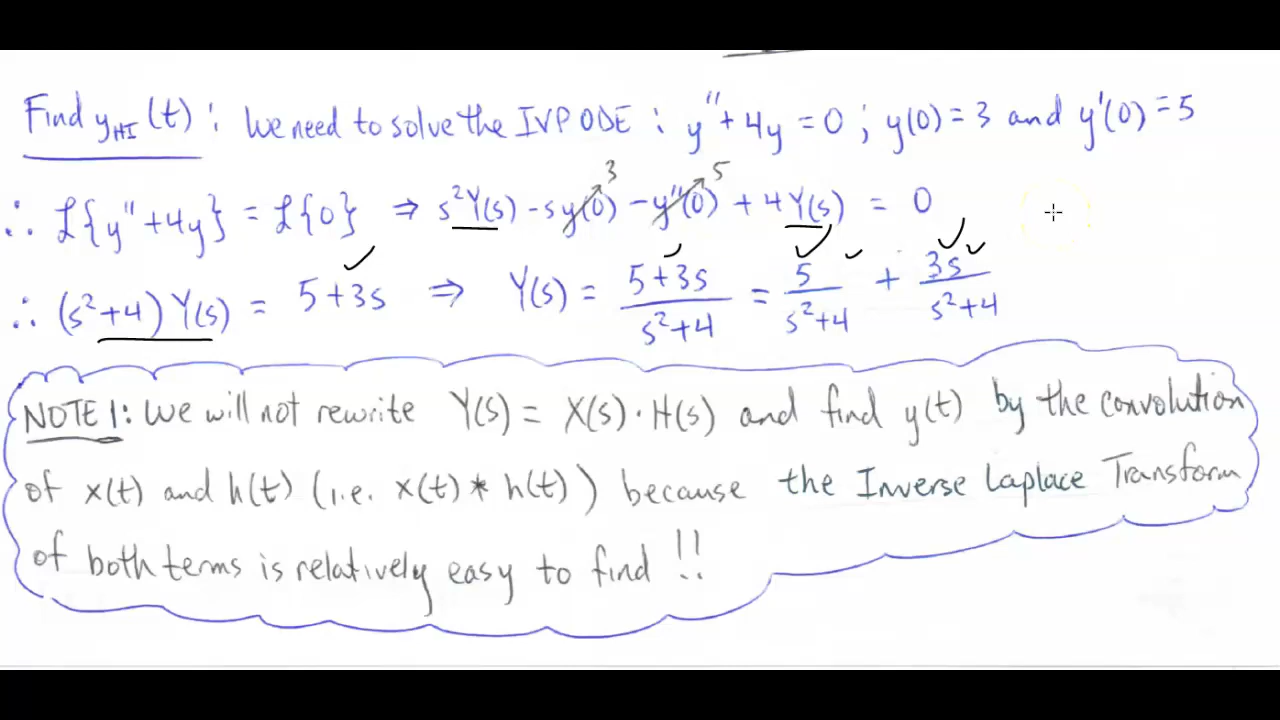 Find y_HI(t): We need to solve the IVP ODE : y'' + 4y = 0 ; y(0) = 3 and y'(0) = 5
∴ ℒ{y'' + 4y} = ℒ{0} ⇒ s²Y(s) - sy(0) 3 - y''(0) 5 + 4Y(s) = 0
∴ (s²+4) Y(s) = 5+3s ⇒ Y(s) = (5+3s)/(s²+4) = 5/(s²+4) + 3s/(s²+4)
NOTE 1: We will not rewrite Y(s) = X(s) · H(s) and find y(t) by the convolution
of x(t) and h(t) (i.e. x(t) * h(t)) because the Inverse Laplace Transform
of both terms is relatively easy to find !!